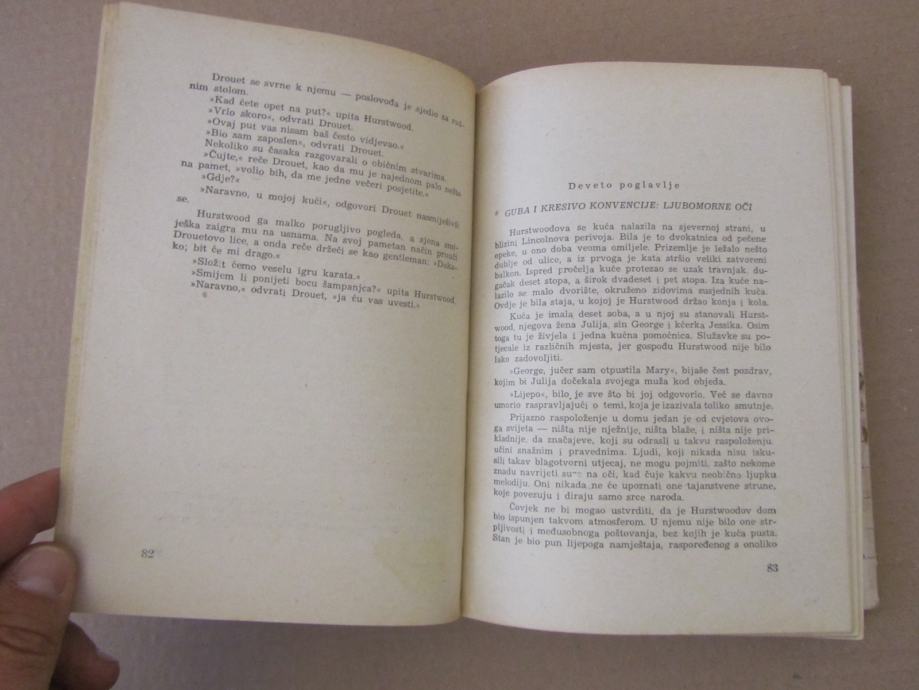 Drouet se svrne k njemu — poslovođa je sjedio za rad-
nim stolom.
»Kad ćete opet na put?« upita Hurstwood.
»Vrlo skoro«, odvrati Drouet.
»Ovaj put vas nisam baš često vidjevao.«
»Bio sam zaposlen«, odvrati Drouet.
Nekoliko su časaka razgovarali o običnim stvarima.
»Čujte,« reče Drouet, kao da mu je najednom palo nešto
na pamet, »volio bih, da me jedne večeri posjetite.«
»Gdje?«
»Naravno, u mojoj kući«, odgovori Drouet nasmiješivši
se.
Hurstwood ga malko porugljivo pogleda, a sjena smi-
ješka zaigra mu na usnama. Na svoj pametan način prouči
Drouetovo lice, a onda reče držeći se kao gentleman: »Daka-
ko; bit će mi drago.«
»Složit ćemo veselu igru karata.«
»Smijem li ponijeti bocu šampanjca?« upita Hurstwood.
»Naravno,« odvrati Drouet, »ja ću vas uvesti.«
82
Deveto poglavlje
* GUBA I KRESIVO KONVENCIJE: LJUBOMORNE OČI
Hurstwoodova se kuća nalazila na sjevernoj strani, u
blizini Lincolnova perivoja. Bila je to dvokatnica od pečene
opeke, u ono doba veoma omiljele. Prizemlje je ležalo nešto
dublje od ulice, a iz prvoga je kata stršio veliki zatvoreni
balkon. Ispred pročelja kuće protezao se uzak travnjak, du-
gačak deset stopa, a širok dvadeset i pet stopa. Iza kuće na-
lazilo se malo dvorište, okruženo zidovima susjednih kuća.
Ovdje je bila staja, u kojoj je Hurstwood držao konja i kola.
Kuća je imala deset soba, a u njoj su stanovali Hurst-
wood, njegova žena Julija, sin George i kćerka Jessika. Osim
toga tu je živjela i jedna kućna pomoćnica. Služavke su po-
tjecale iz različnih mjesta, jer gospođu Hurstwood nije bilo
lako zadovoljiti.
»George, jučer sam otpustila Mary«, bijaše čest pozdrav,
kojim bi Julija dočekala svojega muža kod objeda.
»Lijepo«, bilo je sve što bi joj odgovorio. Već se davno
umorio raspravljajući o temi, koja je izazivala toliko smutnje.
Prijazno raspoloženje u domu jedan je od cvjetova ovo-
ga svijeta — ništa nije nježnije, ništa blaže, i ništa nije pri-
kladnije, da značajeve, koji su odrasli u takvu raspoloženju,
učini snažnim i pravednima. Ljudi, koji nikada nisu isku-
sili takav blagotvorni utjecaj, ne mogu pojmiti, zašto nekome
znadu navrijeti suze na oči, kad čuje kakvu neobično ljupku
melodiju. Oni nikada ne će upoznati one tajanstvene strune,
koje povezuju i diraju samo srce naroda.
Čovjek ne bi mogao ustvrditi, da je Hurstwoodov dom
bio ispunjen takvom atmosferom. U njemu nije bilo one str-
pljivosti i međusobnoga poštovanja, bez kojih je kuća pusta.
Stan je bio pun lijepoga namještaja, raspoređenog s onoliko
83